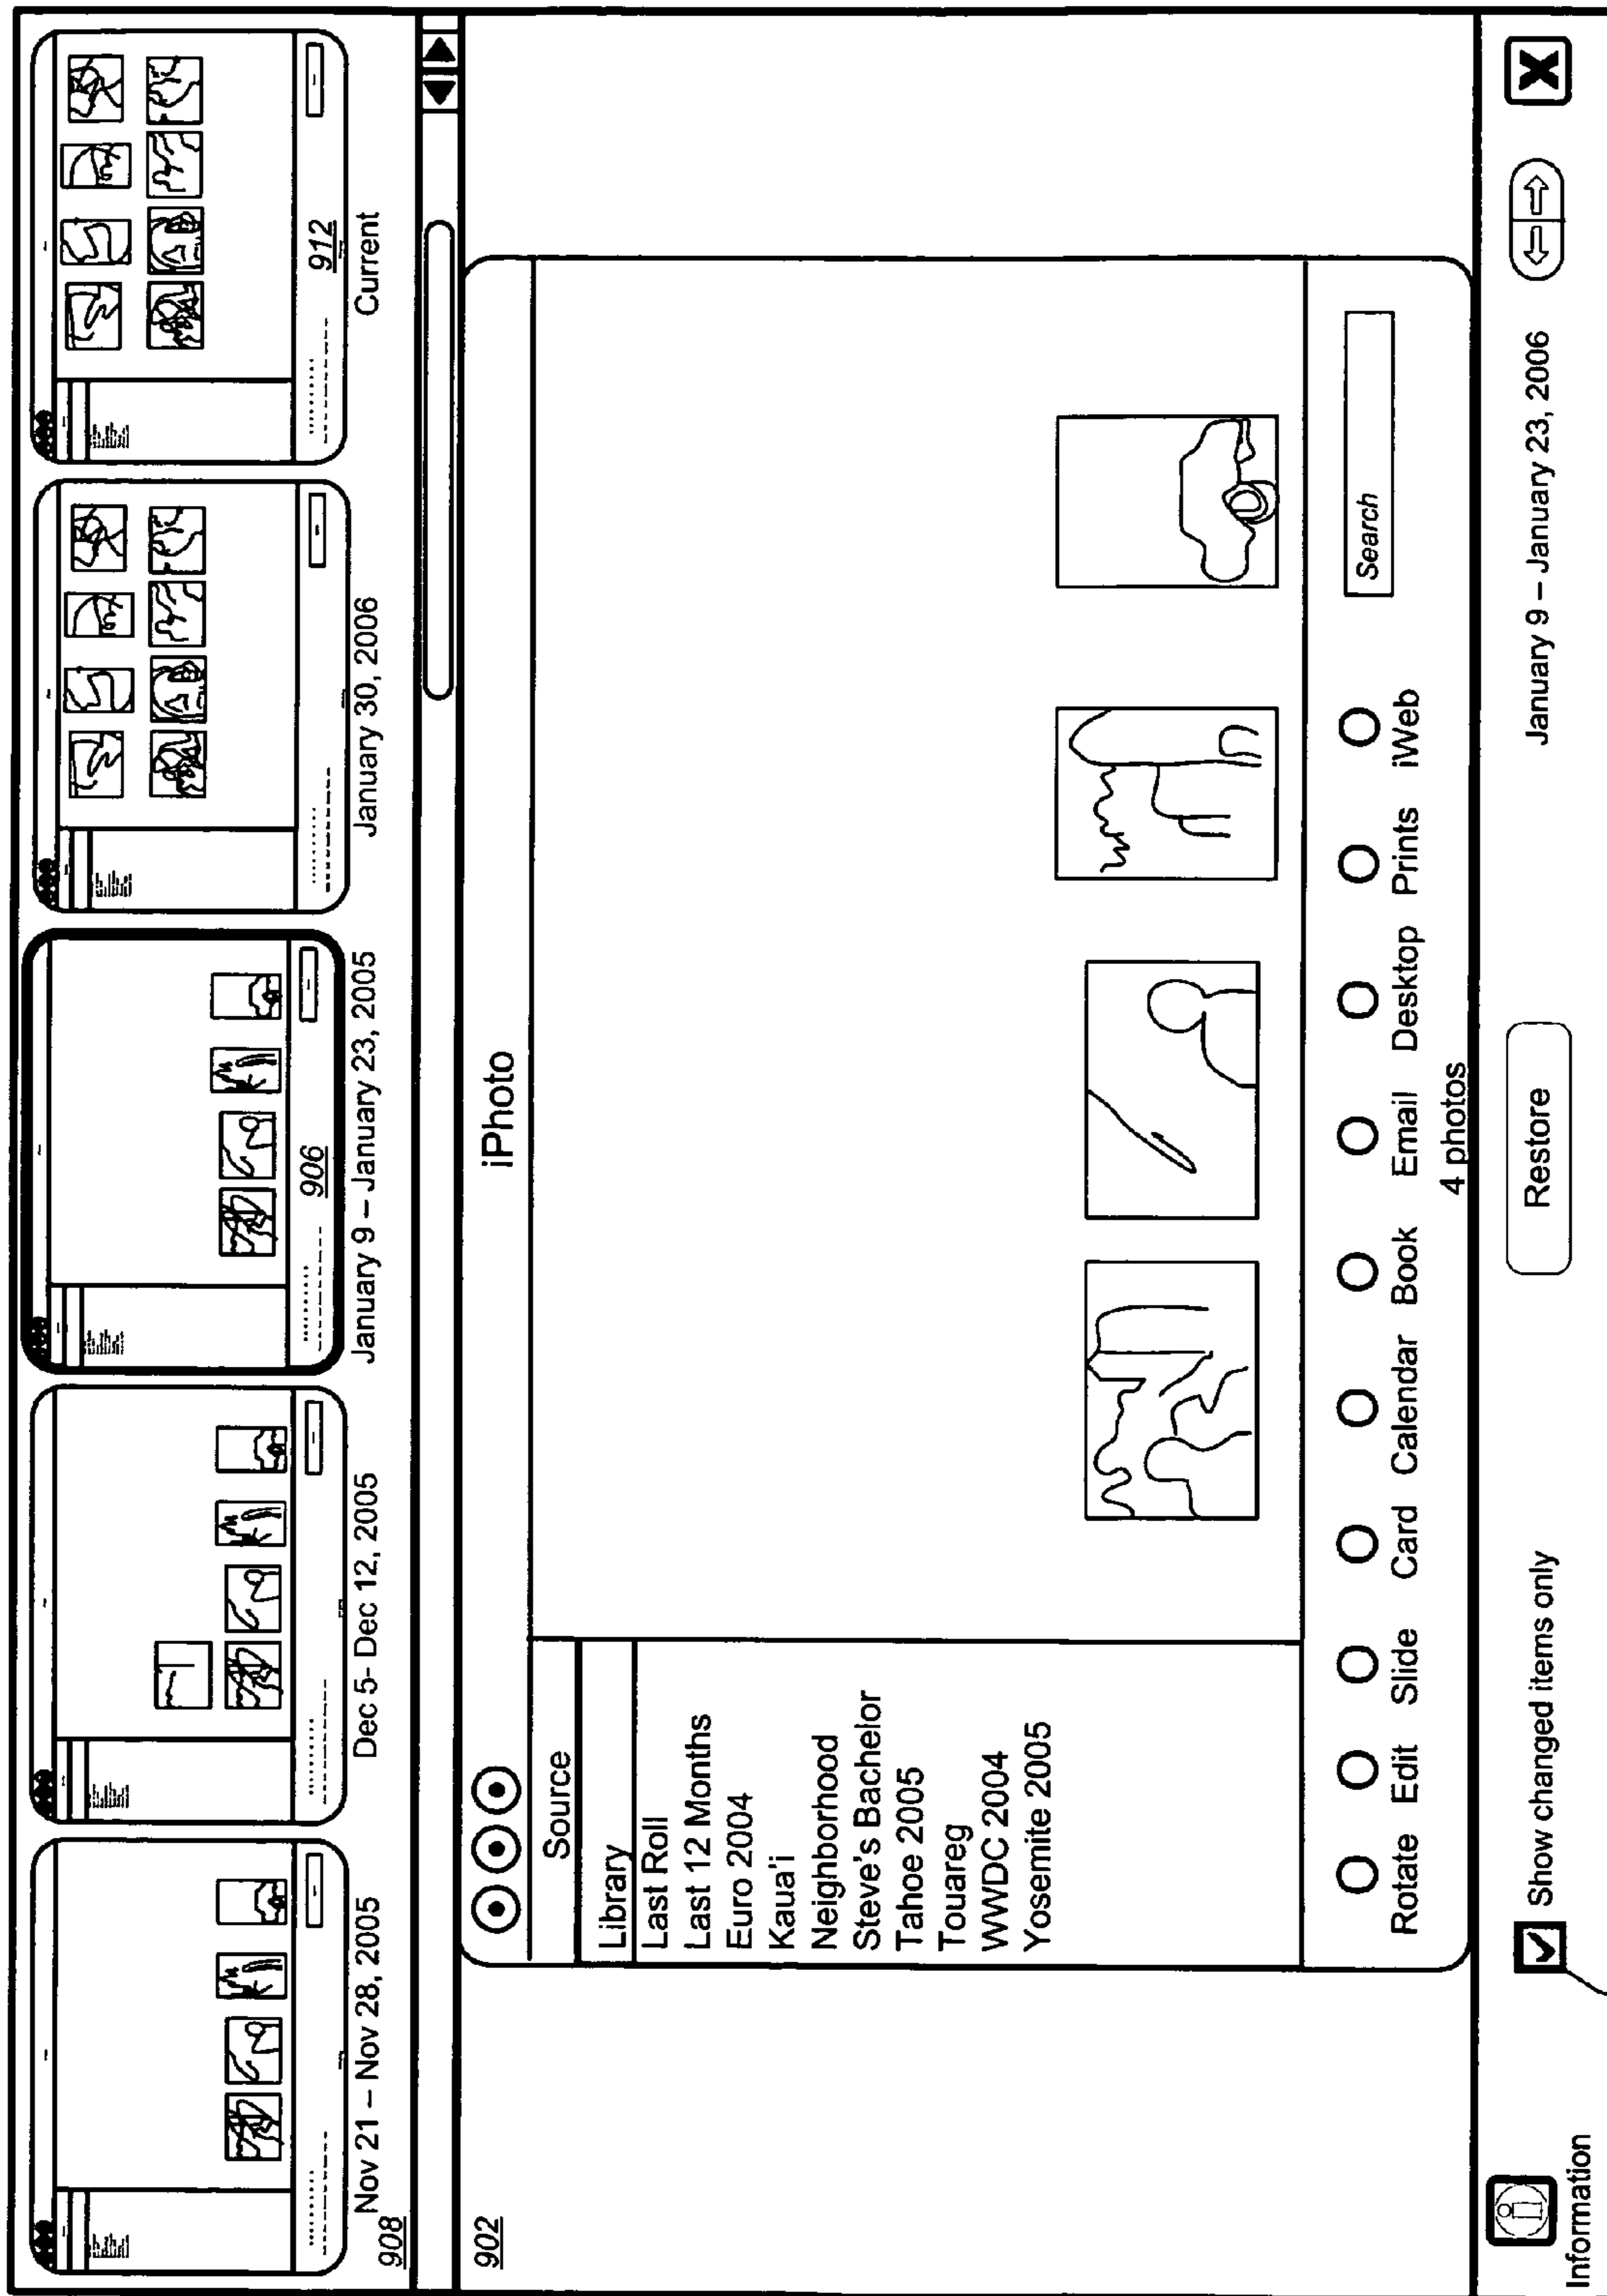 Nov 21 – Nov 28, 2005
Dec 5- Dec 12, 2005
906
January 9 – January 23, 2005
January 30, 2006
912
Current
908
902
iPhoto
Source
Library
Last Roll
Last 12 Months
Euro 2004
Kaua'i
Neighborhood
Steve's Bachelor
Tahoe 2005
Touareg
WWDC 2004
Yosemite 2005
Search
Rotate Edit Slide Card Calendar Book Email Desktop Prints iWeb
4 photos
Information
Show changed items only
Restore
January 9 – January 23, 2006
X